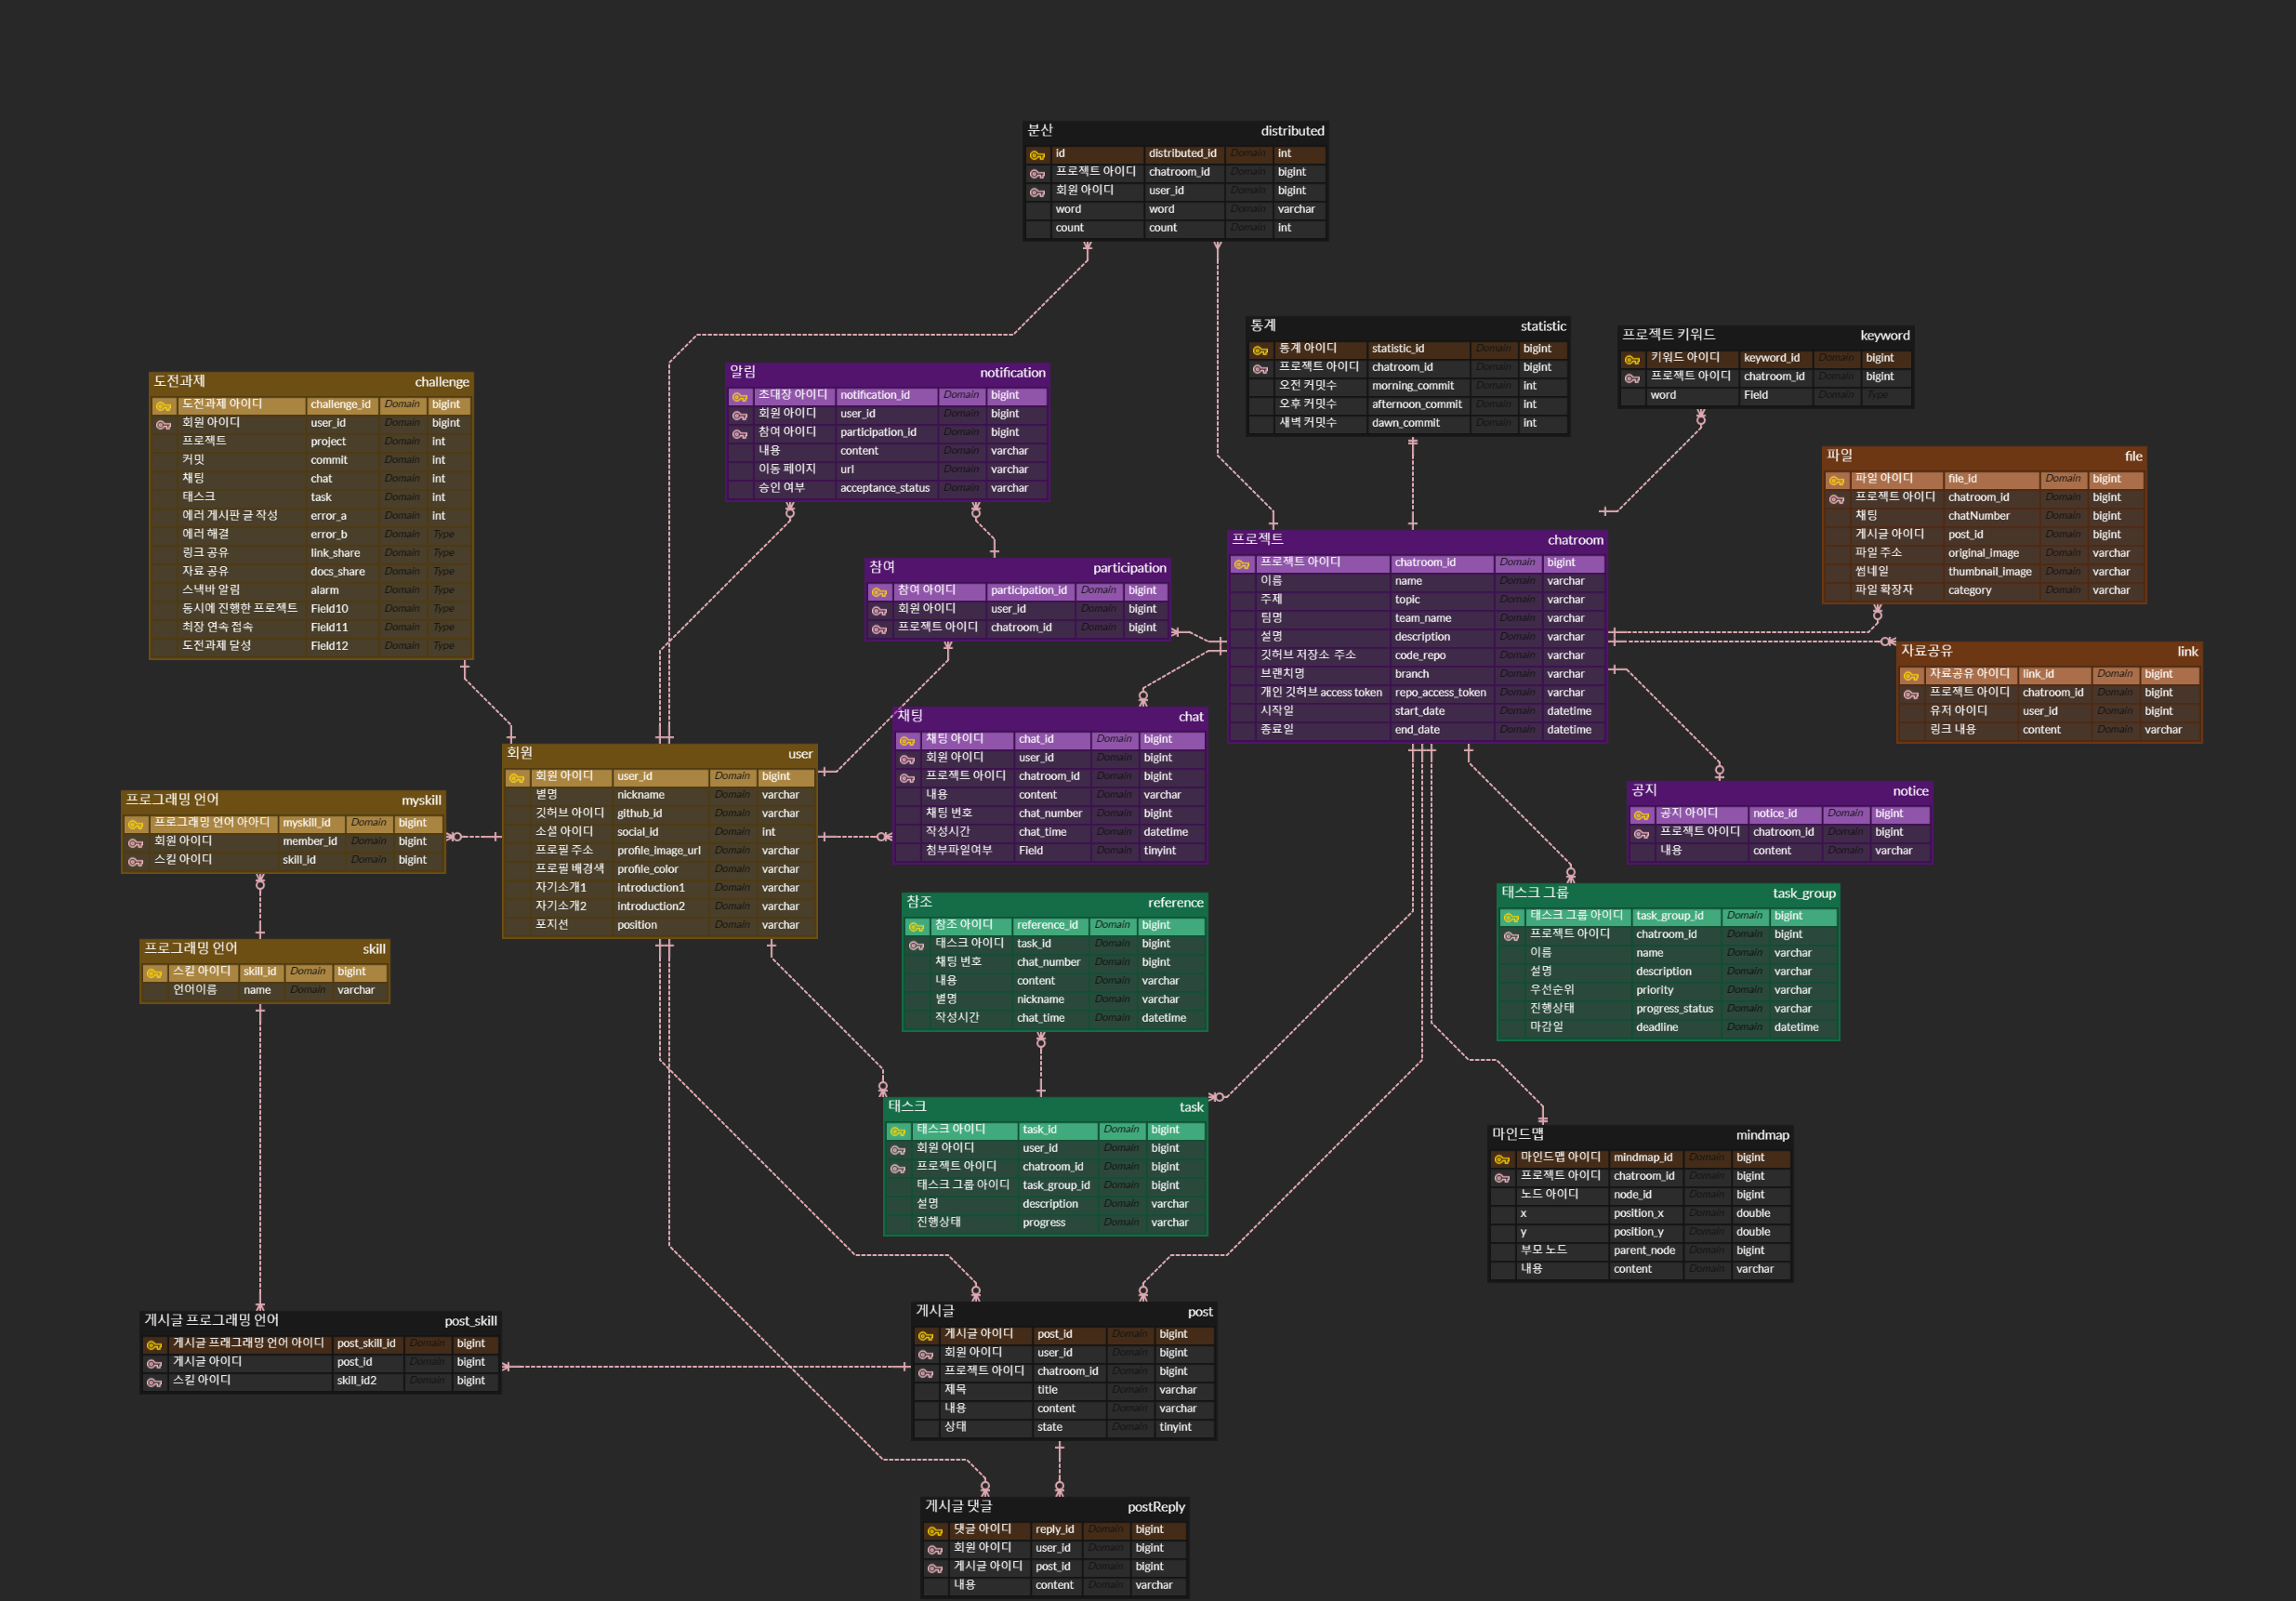 분산 distributed
id distributed_id Domain int
프로젝트 아이디 chatroom_id Domain bigint
회원 아이디 user_id Domain bigint
word word Domain varchar
count count Domain int
통계 statistic
통계 아이디 statistic_id Domain bigint
프로젝트 아이디 chatroom_id Domain bigint
오전 커밋수 morning_commit Domain int
오후 커밋수 afternoon_commit Domain int
새벽 커밋수 dawn_commit Domain int
프로젝트 키워드 keyword
키워드 아이디 keyword_id Domain bigint
프로젝트 아이디 chatroom_id Domain bigint
word Field Domain Type
도전과제 challenge
도전과제 아이디 challenge_id Domain bigint
회원 아이디 user_id Domain bigint
프로젝트 project Domain int
커밋 commit Domain int
채팅 chat Domain int
태스크 task Domain int
에러 게시판 글 작성 error_a Domain int
에러 해결 error_b Domain Type
링크 공유 link_share Domain Type
자료 공유 docs_share Domain Type
스낵바 알림 alarm Domain Type
동시에 진행한 프로젝트 Field10 Domain Type
최장 연속 접속 Field11 Domain Type
도전과제 달성 Field12 Domain Type
알림 notification
초대장 아이디 notification_id Domain bigint
회원 아이디 user_id Domain bigint
참여 아이디 participation_id Domain bigint
내용 content Domain varchar
이동 페이지 url Domain varchar
승인 여부 acceptance_status Domain varchar
파일 file
파일 아이디 file_id Domain bigint
프로젝트 아이디 chatroom_id Domain bigint
채팅 chatNumber Domain bigint
게시글 아이디 post_id Domain bigint
파일 주소 original_image Domain varchar
썸네일 thumbnail_image Domain varchar
파일 확장자 category Domain varchar
프로젝트 chatroom
프로젝트 아이디 chatroom_id Domain bigint
이름 name Domain varchar
주제 topic Domain varchar
팀명 team_name Domain varchar
설명 description Domain varchar
깃허브 저장소 주소 code_repo Domain varchar
브랜치명 branch Domain varchar
개인 깃허브 access token repo_access_token Domain varchar
시작일 start_date Domain datetime
종료일 end_date Domain datetime
참여 participation
참여 아이디 participation_id Domain bigint
회원 아이디 user_id Domain bigint
프로젝트 아이디 chatroom_id Domain bigint
자료공유 link
자료공유 아이디 link_id Domain bigint
프로젝트 아이디 chatroom_id Domain bigint
유저 아이디 user_id Domain bigint
링크 내용 content Domain varchar
채팅 chat
채팅 아이디 chat_id Domain bigint
회원 아이디 user_id Domain bigint
프로젝트 아이디 chatroom_id Domain bigint
내용 content Domain varchar
채팅 번호 chat_number Domain bigint
작성시간 chat_time Domain datetime
첨부파일여부 Field Domain tinyint
회원 user
회원 아이디 user_id Domain bigint
별명 nickname Domain varchar
깃허브 아이디 github_id Domain varchar
소셜 아이디 social_id Domain int
프로필 주소 profile_image_url Domain varchar
프로필 배경색 profile_color Domain varchar
자기소개1 introduction1 Domain varchar
자기소개2 introduction2 Domain varchar
포지션 position Domain varchar
공지 notice
공지 아이디 notice_id Domain bigint
프로젝트 아이디 chatroom_id Domain bigint
내용 content Domain varchar
프로그래밍 언어 myskill
프로그래밍 언어 아아디 myskill_id Domain bigint
회원 아이디 member_id Domain bigint
스킬 아이디 skill_id Domain bigint
태스크 그룹 task_group
태스크 그룹 아이디 task_group_id Domain bigint
프로젝트 아이디 chatroom_id Domain bigint
이름 name Domain varchar
설명 description Domain varchar
우선순위 priority Domain varchar
진행상태 progress_status Domain varchar
마감일 deadline Domain datetime
참조 reference
참조 아이디 reference_id Domain bigint
태스크 아이디 task_id Domain bigint
채팅 번호 chat_number Domain bigint
내용 content Domain varchar
별명 nickname Domain varchar
작성시간 chat_time Domain datetime
프로그래밍 언어 skill
스킬 아이디 skill_id Domain bigint
언어이름 name Domain varchar
태스크 task
태스크 아이디 task_id Domain bigint
회원 아이디 user_id Domain bigint
프로젝트 아이디 chatroom_id Domain bigint
태스크 그룹 아이디 task_group_id Domain bigint
설명 description Domain varchar
진행상태 progress Domain varchar
마인드맵 mindmap
마인드맵 아이디 mindmap_id Domain bigint
프로젝트 아이디 chatroom_id Domain bigint
노드 아이디 node_id Domain bigint
x position_x Domain double
y position_y Domain double
부모 노드 parent_node Domain bigint
내용 content Domain varchar
게시글 프로그래밍 언어 post_skill
게시글 프래그래밍 언어 아이디 post_skill_id Domain bigint
게시글 아이디 post_id Domain bigint
스킬 아이디 skill_id2 Domain bigint
게시글 post
게시글 아이디 post_id Domain bigint
회원 아이디 user_id Domain bigint
프로젝트 아이디 chatroom_id Domain bigint
제목 title Domain varchar
내용 content Domain varchar
상태 state Domain tinyint
게시글 댓글 postReply
댓글 아이디 reply_id Domain bigint
회원 아이디 user_id Domain bigint
게시글 아이디 post_id Domain bigint
내용 content Domain varchar